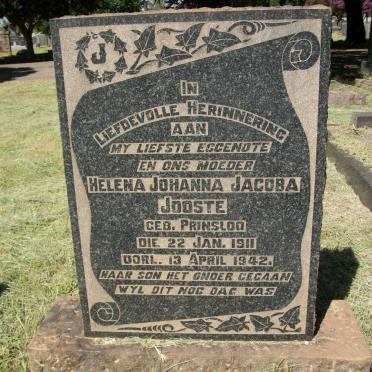 J
IN
LIEFDEVOLLE HERINNERING
AAN
MY LIEFSTE EGGENOTE
EN ONS MOEDER
HELENA JOHANNA JACOBA
JOOSTE
GEB. PRINSLOO
DIE 22 JAN. 1911
OORL. 13 APRIL 1942.
HAAR SON HET ONDER GEGAAN
WYL DIT NOG DAG WAS